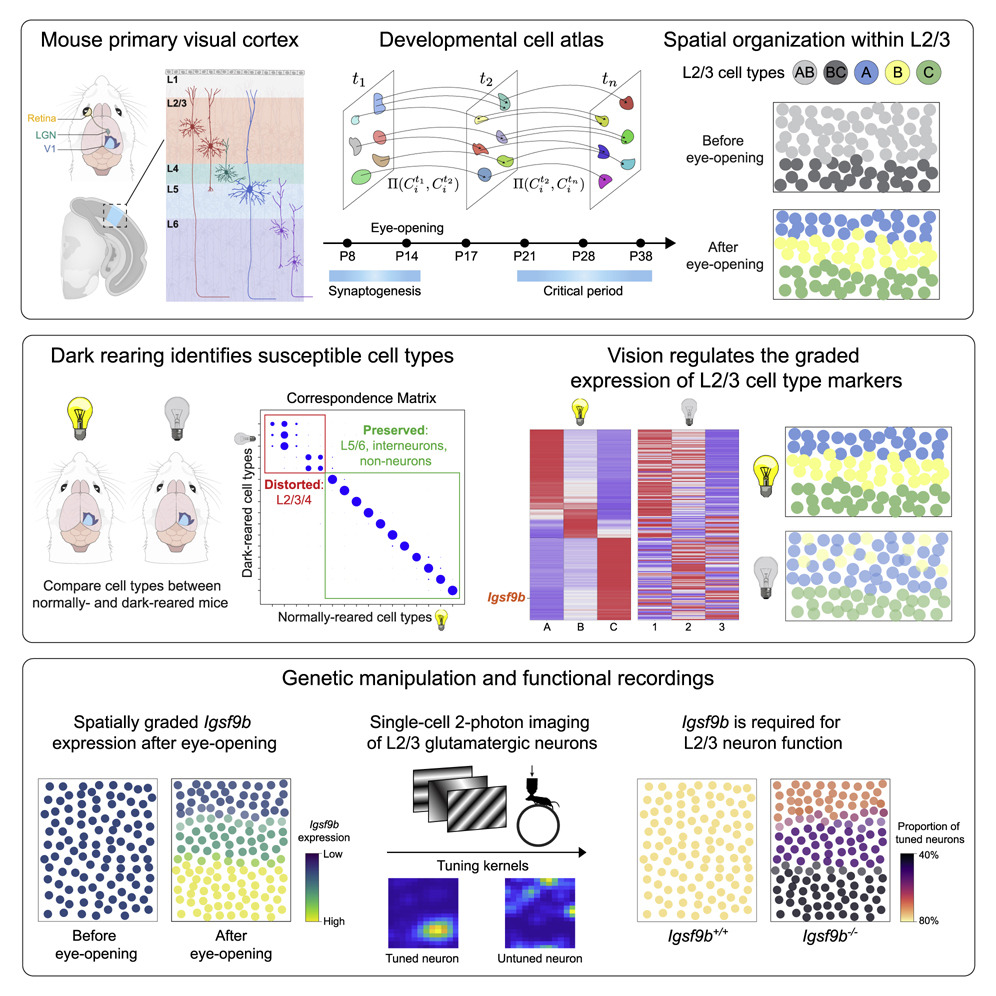 Mouse primary visual cortex
Developmental cell atlas
Spatial organization within L2/3
Retina
LGN
V1
L1
L2/3
L4
L5
L6
t1
t2
tn
Π(Cᵢᵗ¹, Cᵢᵗ²)
Π(Cᵢᵗ², Cᵢᵗⁿ)
Eye-opening
P8
P14
P17
P21
P28
P38
Synaptogenesis
Critical period
L2/3 cell types
AB
BC
A
B
C
Before
eye-opening
After
eye-opening
Dark rearing identifies susceptible cell types
Compare cell types between
normally- and dark-reared mice
Correspondence Matrix
Dark-reared cell types
Preserved:
L5/6, interneurons,
non-neurons
Distorted:
L2/3/4
Normally-reared cell types
Vision regulates the graded
expression of L2/3 cell type markers
Igsf9b
A
B
C
1
2
3
Genetic manipulation and functional recordings
Spatially graded Igsf9b
expression after eye-opening
Before
eye-opening
After
eye-opening
Igsf9b
expression
Low
High
Single-cell 2-photon imaging
of L2/3 glutamatergic neurons
Tuning kernels
Tuned neuron
Untuned neuron
Igsf9b is required for
L2/3 neuron function
Igsf9b+/+
Igsf9b-/-
Proportion of
tuned neurons
40%
80%